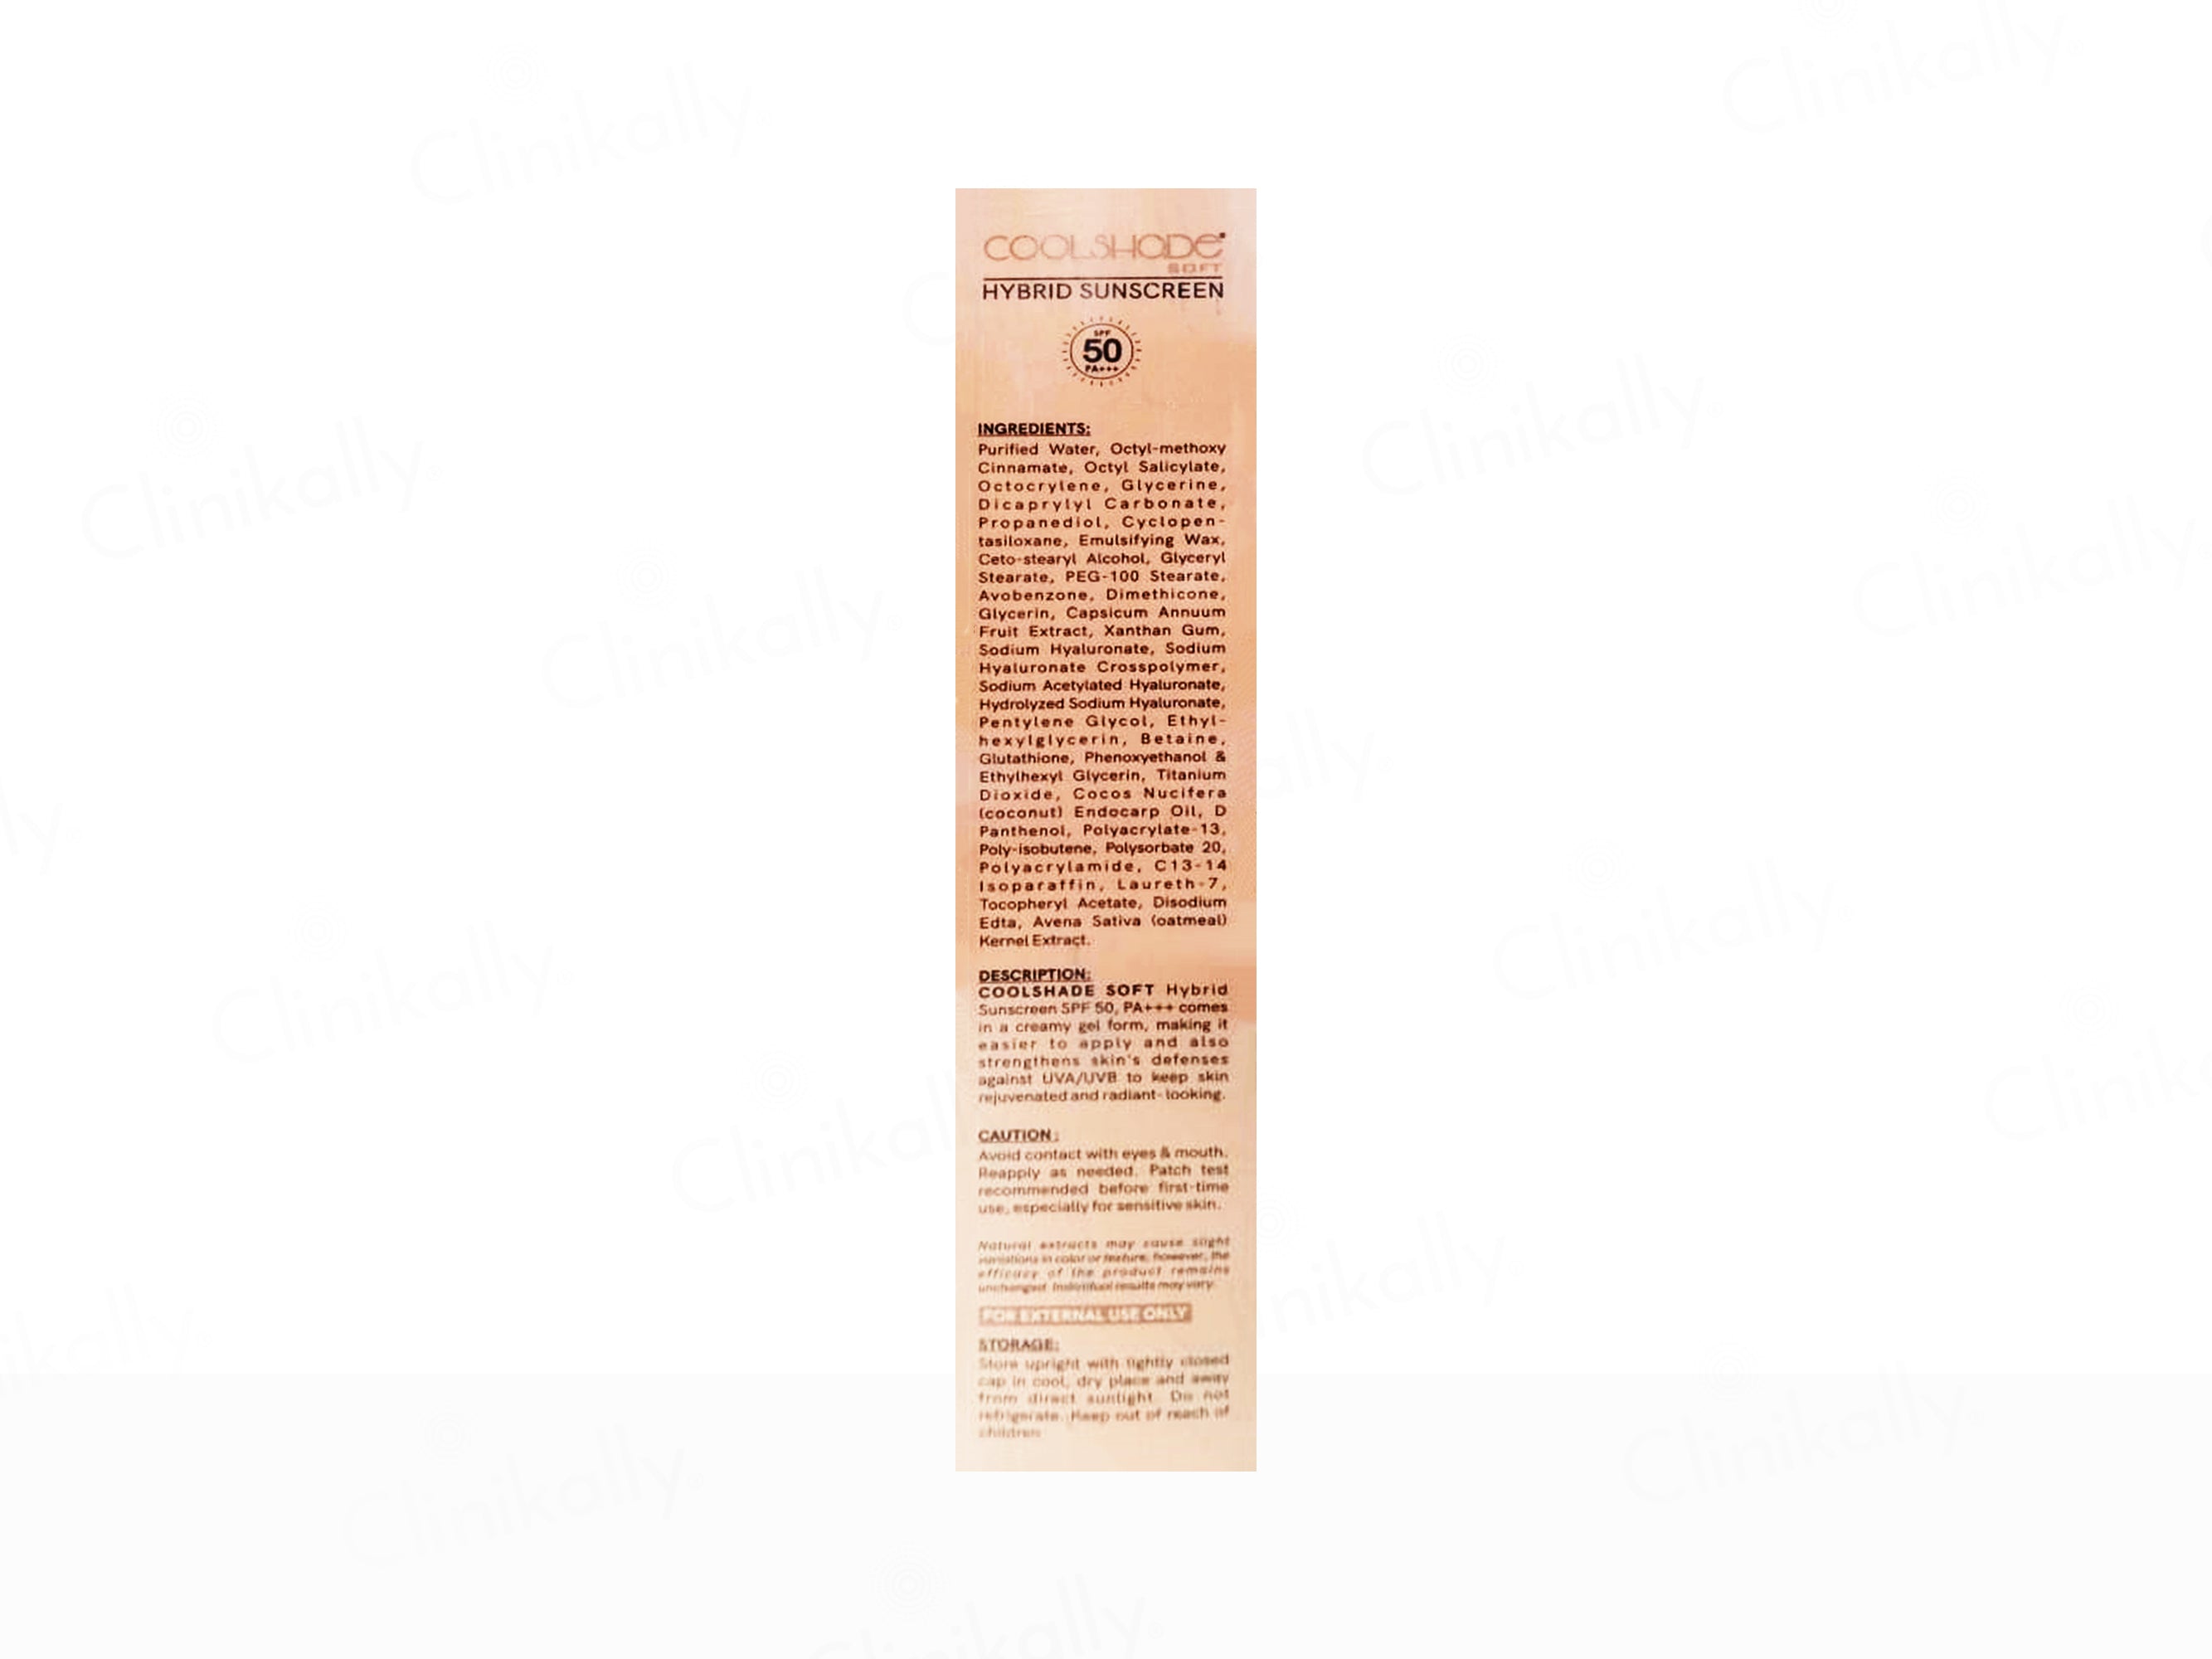 COOLSHADE
SOFT
HYBRID SUNSCREEN
SPF
50
PA+++
INGREDIENTS:
Purified Water, Octyl-methoxy
Cinnamate, Octyl Salicylate,
Octocrylene, Glycerine,
Dicaprylyl Carbonate,
Propanediol, Cyclopen-
tasiloxane, Emulsifying Wax,
Ceto-stearyl Alcohol, Glyceryl
Stearate, PEG-100 Stearate,
Avobenzone, Dimethicone,
Glycerin, Capsicum Annuum
Fruit Extract, Xanthan Gum,
Sodium Hyaluronate, Sodium
Hyaluronate Crosspolymer,
Sodium Acetylated Hyaluronate,
Hydrolyzed Sodium Hyaluronate,
Pentylene Glycol, Ethyl-
hexylglycerin, Betaine,
Glutathione, Phenoxyethanol &
Ethylhexyl Glycerin, Titanium
Dioxide, Cocos Nucifera
(coconut) Endocarp Oil, D
Panthenol, Polyacrylate-13,
Poly-isobutene, Polysorbate 20,
Polyacrylamide, C13-14
Isoparaffin, Laureth-7,
Tocopheryl Acetate, Disodium
Edta, Avena Sativa (oatmeal)
Kernel Extract.
DESCRIPTION:
COOLSHADE SOFT Hybrid
Sunscreen SPF 50, PA+++ comes
in a creamy gel form, making it
easier to apply and also
strengthens skin's defenses
against UVA/UVB to keep skin
rejuvenated and radiant-looking.
CAUTION:
Avoid contact with eyes & mouth.
Reapply as needed. Patch test
recommended before first-time
use, especially for sensitive skin.
Natural extracts may cause slight
variations in color or texture, however, the
efficacy of the product remains
unchanged. Individual results may vary.
FOR EXTERNAL USE ONLY
STORAGE:
Store upright with tightly closed
cap in cool, dry place and away
from direct sunlight. Do not
refrigerate. Keep out of reach of
children
Clinikally